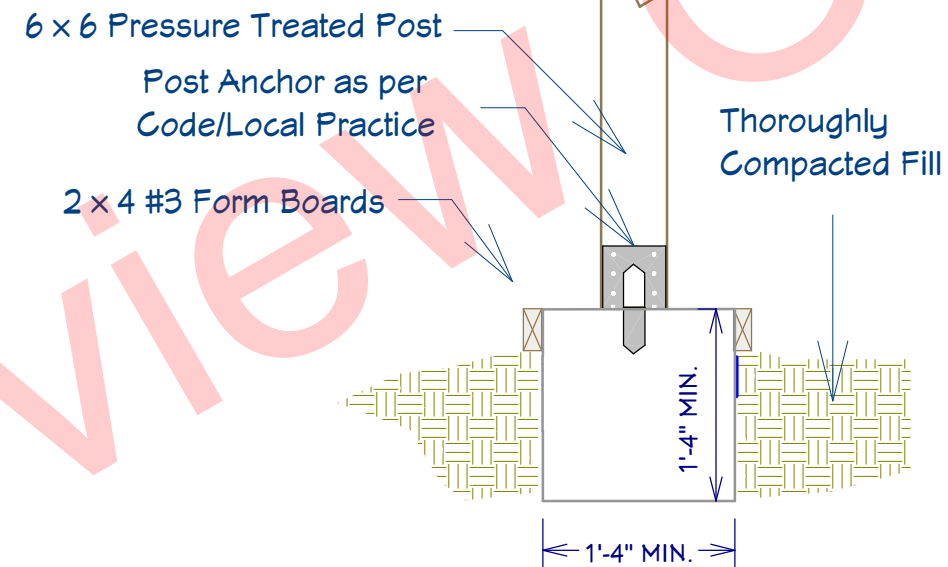 6 x 6 Pressure Treated Post
Post Anchor as per
Code/Local Practice
2 x 4 #3 Form Boards
Thoroughly
Compacted Fill
1'-4" MIN.
1'-4" MIN.
view